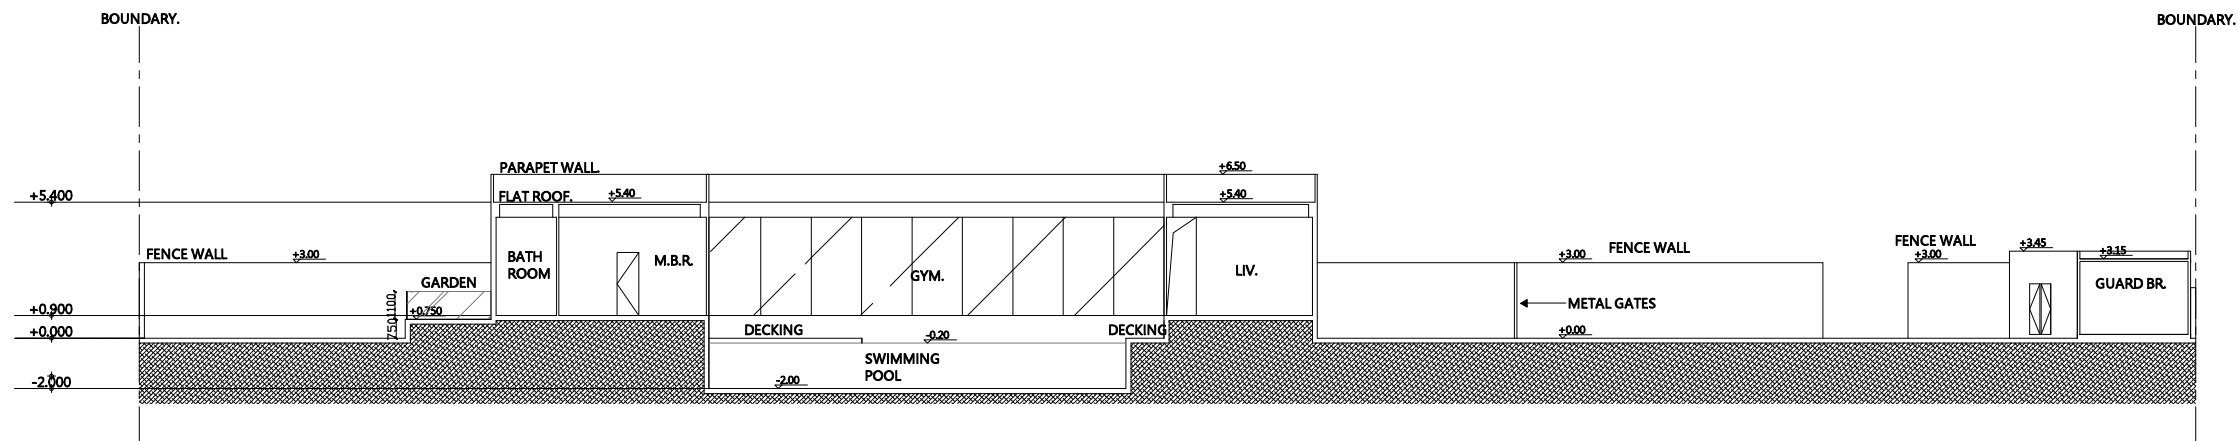 BOUNDARY.
BOUNDARY.
PARAPET WALL.
+6.50
+5.400
FLAT ROOF.
+5.40
+5.40
FENCE WALL
+3.00
BATH
ROOM
M.B.R.
GYM.
LIV.
+3.00
FENCE WALL
FENCE WALL
+3.00
+3.45
+3.15
GARDEN
GUARD BR.
1100
METAL GATES
+0.900
+0.750
750
+0.000
DECKING
-0.20
DECKING
+0.00
SWIMMING
POOL
-2.000
-2.00